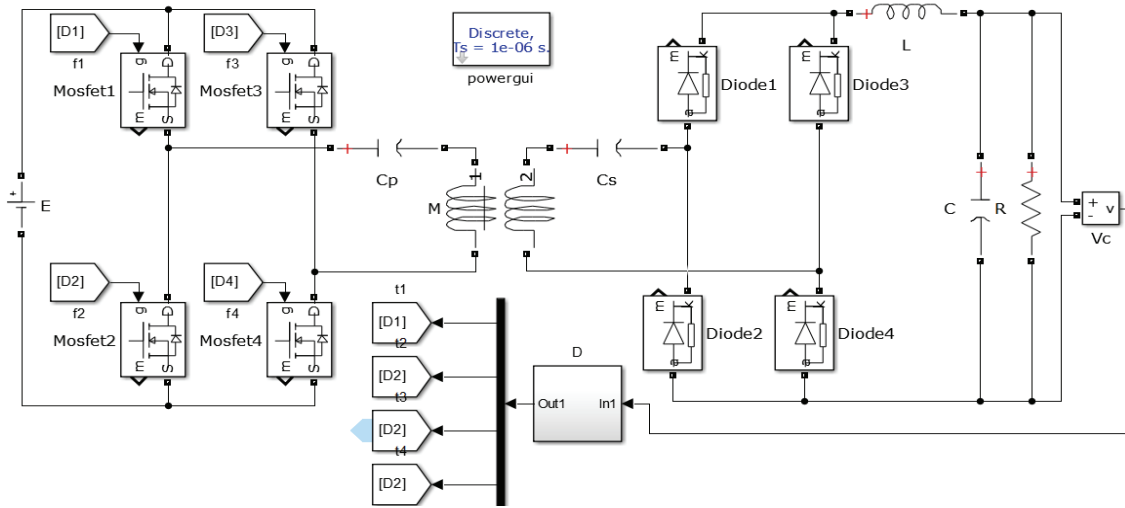 [D1]
f1
Mosfet1
g
D
m
S
[D3]
f3
Mosfet3
g
D
m
S
Discrete,
Ts = 1e-06 s.
powergui
m
k
a
Diode1
m
k
a
Diode3
+
L
+
Cp
+
Cs
+
E
M
1
2
+
C
+
R
+
-
v
Vc
[D2]
f2
Mosfet2
g
D
m
S
[D4]
f4
Mosfet4
g
D
m
S
t1
[D1]
t2
[D2]
t3
[D2]
t4
[D2]
D
Out1
In1
m
k
a
Diode2
m
k
a
Diode4